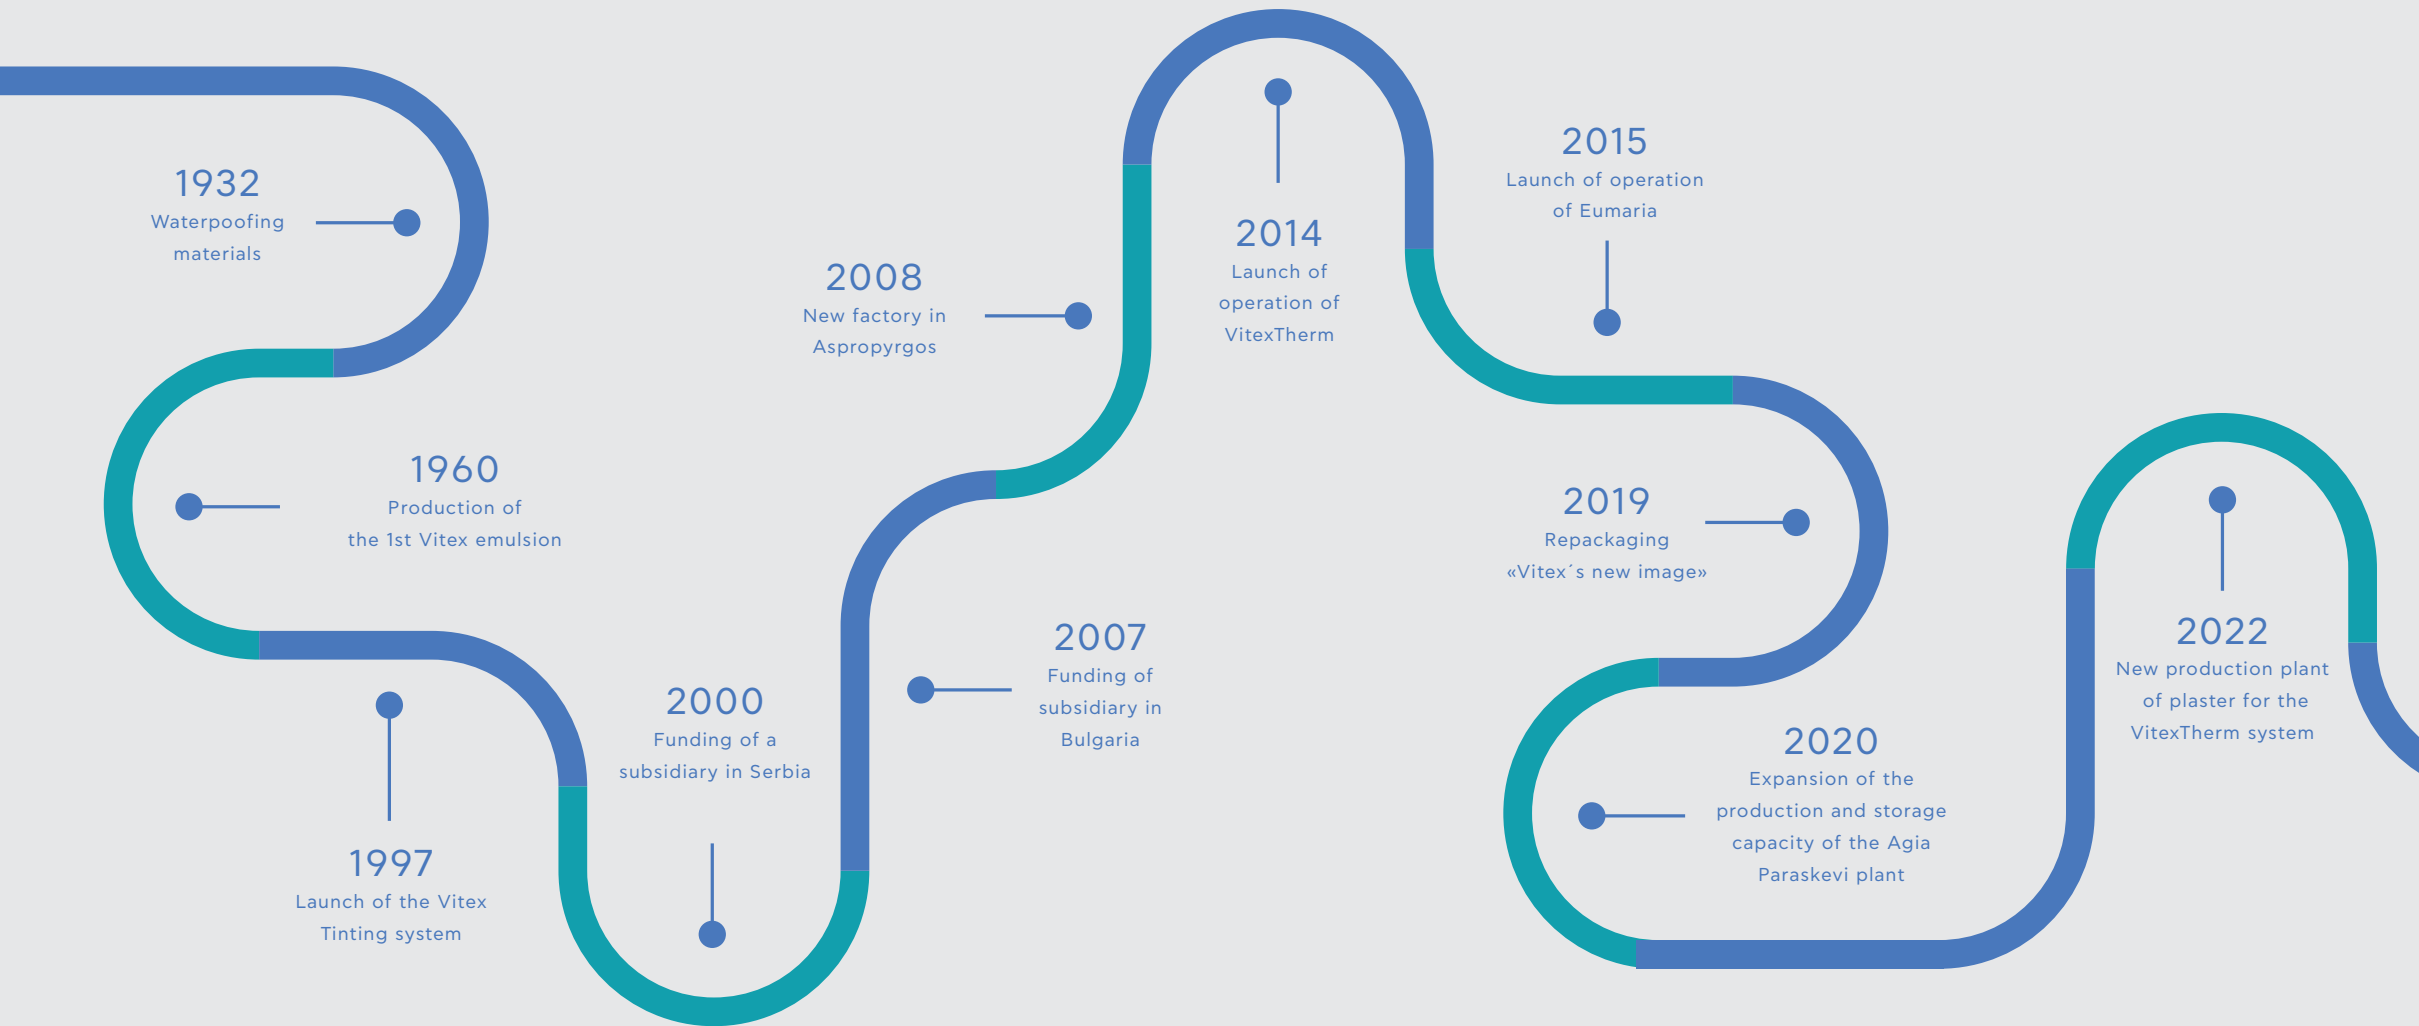 1932
Waterpoofing
materials
1960
Production of
the 1st Vitex emulsion
1997
Launch of the Vitex
Tinting system
2000
Funding of a
subsidiary in Serbia
2007
Funding of
subsidiary in
Bulgaria
2008
New factory in
Aspropyrgos
2014
Launch of
operation of
VitexTherm
2015
Launch of operation
of Eumaria
2019
Repackaging
«Vitex´s new image»
2020
Expansion of the
production and storage
capacity of the Agia
Paraskevi plant
2022
New production plant
of plaster for the
VitexTherm system